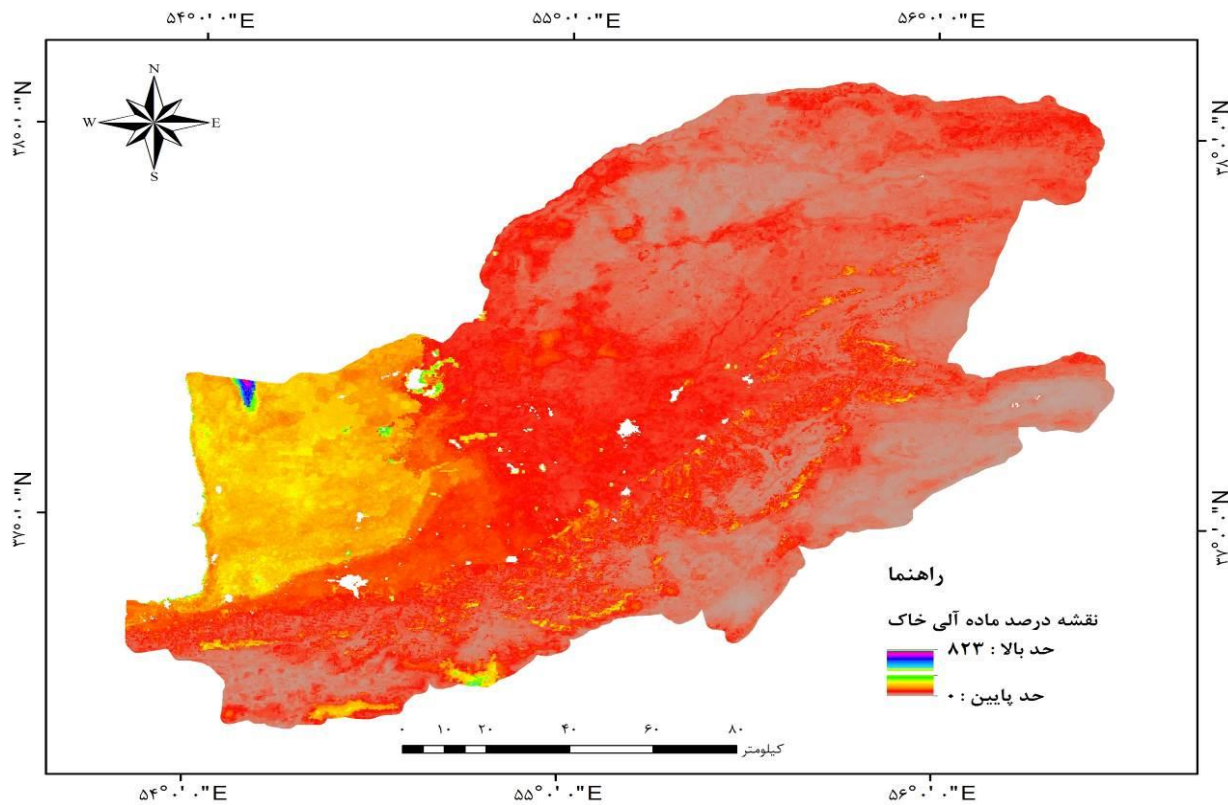 ۵۴°۰'۰"E ۵۵°۰'۰"E ۵۶°۰'۰"E
N
W E
S
۳۸°۰'۰"N ۳۸°۰'۰"N
۳۷°۰'۰"N ۳۷°۰'۰"N
راهنما
نقشه درصد ماده آلی خاک
حد بالا : ۸۲۳
حد پایین : ۰
۰ ۱۰ ۲۰ ۴۰ ۶۰ ۸۰
کیلومتر
۵۴°۰'۰"E ۵۵°۰'۰"E ۵۶°۰'۰"E